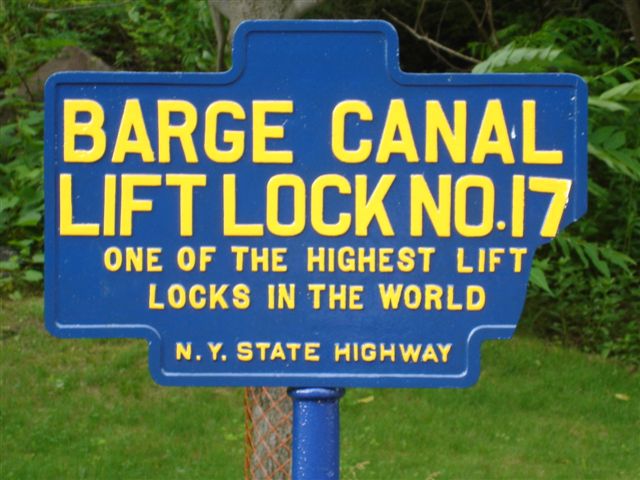 BARGE CANAL
LIFT LOCK NO. 17
ONE OF THE HIGHEST LIFT
LOCKS IN THE WORLD
N.Y. STATE HIGHWAY